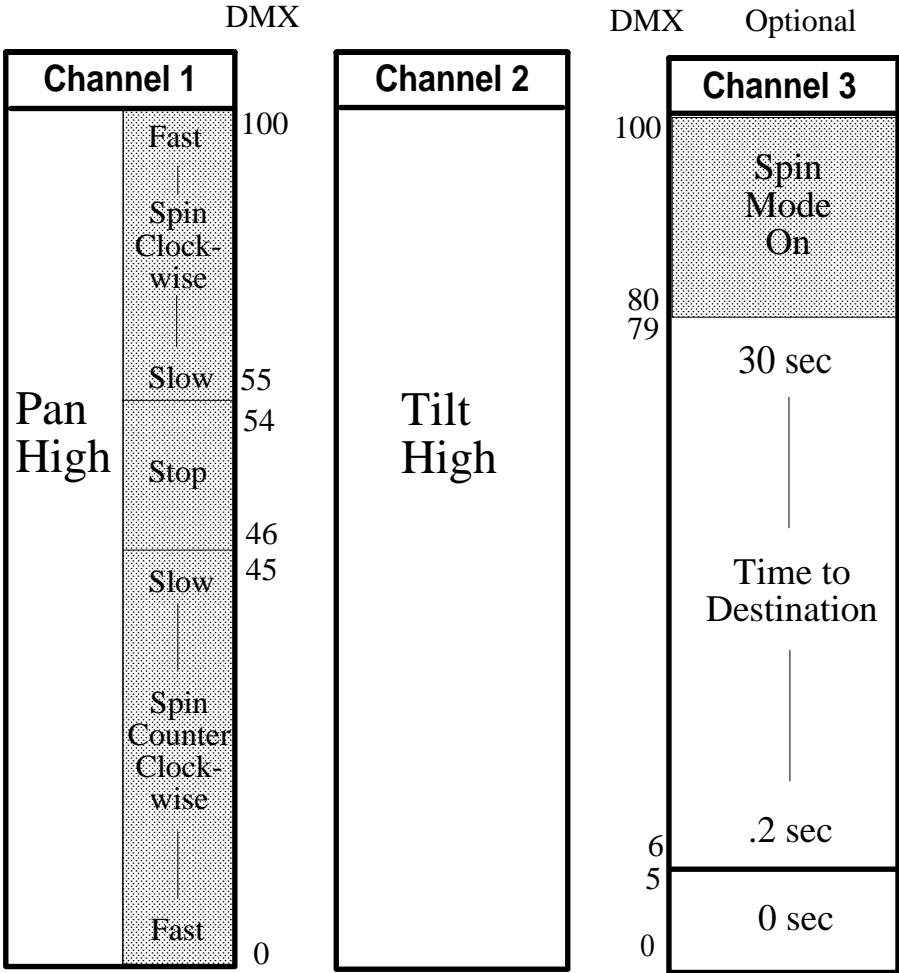 DMX
Channel 1
Pan
High
Fast
Spin
Clock-
wise
Slow
Stop
Slow
Spin
Counter
Clock-
wise
Fast
100
55
54
46
45
0
Channel 2
Tilt
High
DMX Optional
Channel 3
100
80
79
6
5
0
Spin
Mode
On
30 sec
Time to
Destination
.2 sec
0 sec